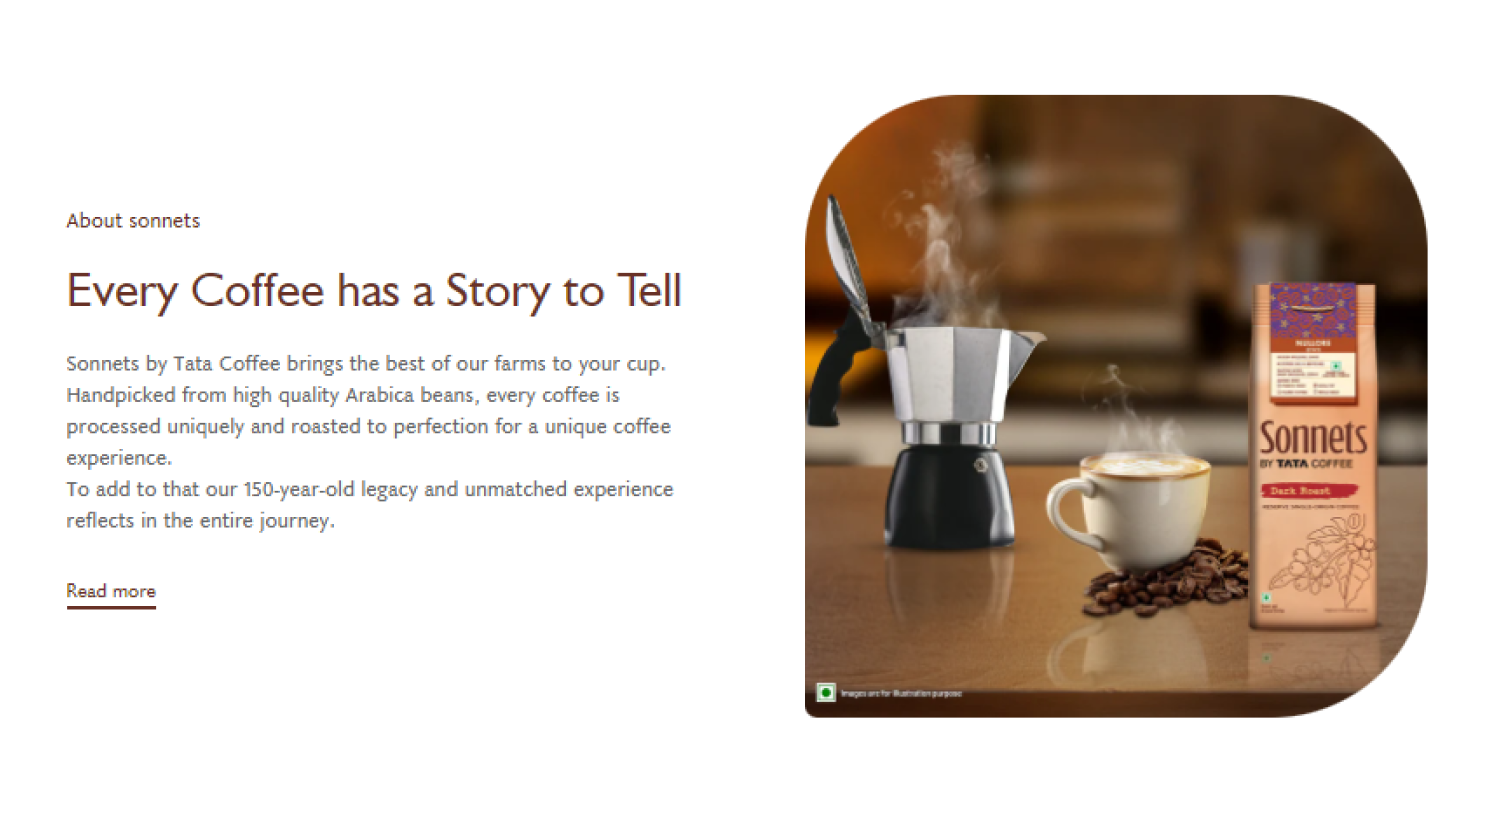 About sonnets
Every Coffee has a Story to Tell
Sonnets by Tata Coffee brings the best of our farms to your cup.
Handpicked from high quality Arabica beans, every coffee is
processed uniquely and roasted to perfection for a unique coffee
experience.
To add to that our 150-year-old legacy and unmatched experience
reflects in the entire journey.
Read more
Sonnets
BY TATA COFFEE
Dark Roast
RESERVE SINGLE-ORIGIN COFFEE
Images are for illustration purpose